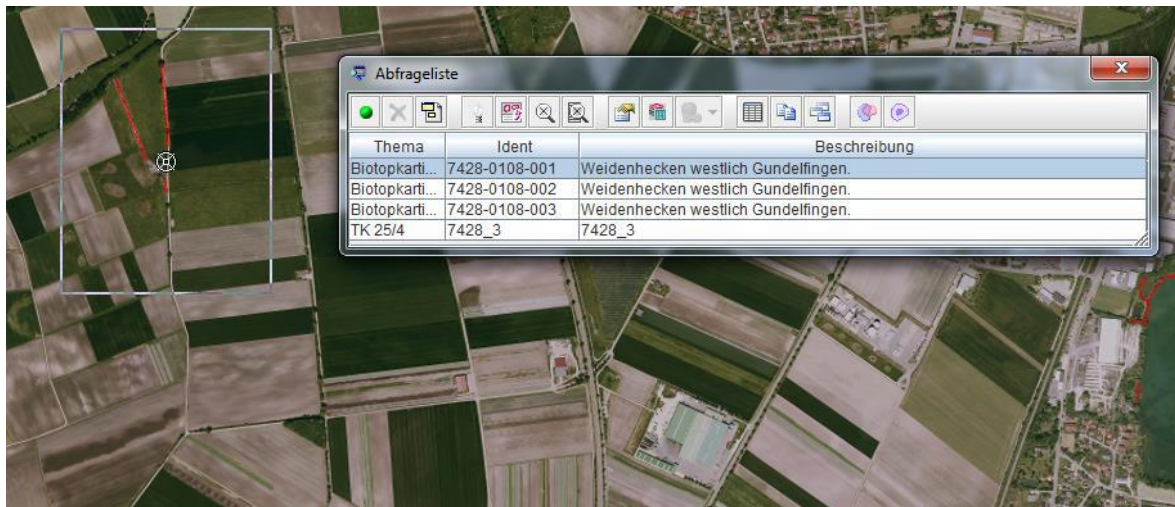 Abfrageliste
Thema Ident Beschreibung
Biotopkarti... 7428-0108-001 Weidenhecken westlich Gundelfingen.
Biotopkarti... 7428-0108-002 Weidenhecken westlich Gundelfingen.
Biotopkarti... 7428-0108-003 Weidenhecken westlich Gundelfingen.
TK 25/4 7428_3 7428_3